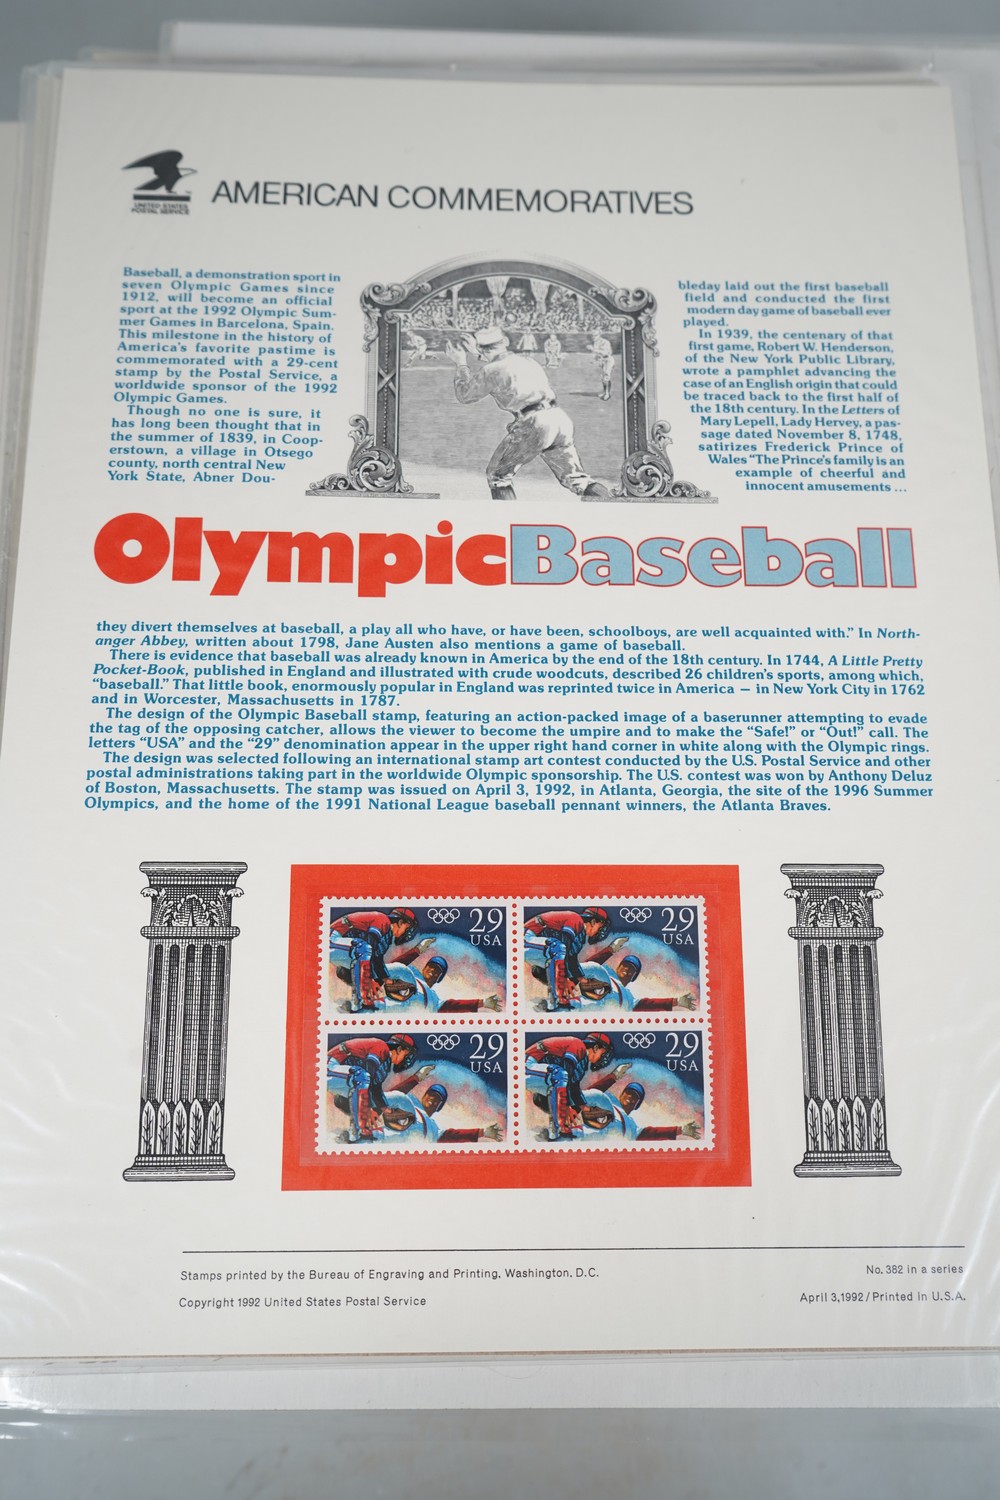 UNITED STATES
POSTAL SERVICE
AMERICAN COMMEMORATIVES
Baseball, a demonstration sport in
seven Olympic Games since
1912, will become an official
sport at the 1992 Olympic Sum-
mer Games in Barcelona, Spain.
This milestone in the history of
America's favorite pastime is
commemorated with a 29-cent
stamp by the Postal Service, a
worldwide sponsor of the 1992
Olympic Games.
Though no one is sure, it
has long been thought that in
the summer of 1839, in Coop-
erstown, a village in Otsego
county, north central New
York State, Abner Dou-
bleday laid out the first baseball
field and conducted the first
modern day game of baseball ever
played.
In 1939, the centenary of that
first game, Robert W. Henderson,
of the New York Public Library,
wrote a pamphlet advancing the
case of an English origin that could
be traced back to the first half of
the 18th century. In the Letters of
Mary Lepell, Lady Hervey, a pas-
sage dated November 8, 1748,
satirizes Frederick Prince of
Wales "The Prince's family is an
example of cheerful and
innocent amusements ...
Olympic Baseball
they divert themselves at baseball, a play all who have, or have been, schoolboys, are well acquainted with." In North-
anger Abbey, written about 1798, Jane Austen also mentions a game of baseball.
There is evidence that baseball was already known in America by the end of the 18th century. In 1744, A Little Pretty
Pocket-Book, published in England and illustrated with crude woodcuts, described 26 children's sports, among which,
"baseball." That little book, enormously popular in England was reprinted twice in America — in New York City in 1762
and in Worcester, Massachusetts in 1787.
The design of the Olympic Baseball stamp, featuring an action-packed image of a baserunner attempting to evade
the tag of the opposing catcher, allows the viewer to become the umpire and to make the "Safe!" or "Out!" call. The
letters "USA" and the "29" denomination appear in the upper right hand corner in white along with the Olympic rings.
The design was selected following an international stamp art contest conducted by the U.S. Postal Service and other
postal administrations taking part in the worldwide Olympic sponsorship. The U.S. contest was won by Anthony Deluz
of Boston, Massachusetts. The stamp was issued on April 3, 1992, in Atlanta, Georgia, the site of the 1996 Summer
Olympics, and the home of the 1991 National League baseball pennant winners, the Atlanta Braves.
29
USA
29
USA
29
USA
29
USA
Stamps printed by the Bureau of Engraving and Printing, Washington, D.C.
No. 382 in a series
Copyright 1992 United States Postal Service
April 3, 1992 / Printed in U.S.A.